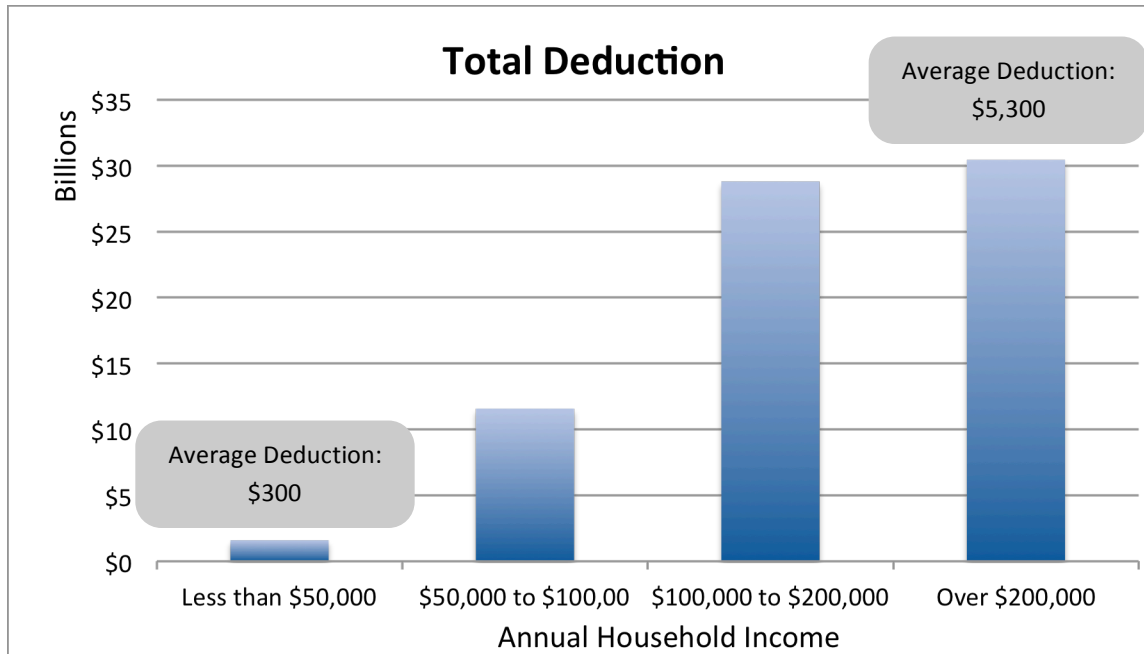 Total Deduction
Average Deduction:
$5,300
Billions
$35
$30
$25
$20
$15
$10
$5
$0
Average Deduction:
$300
Less than $50,000
$50,000 to $100,00
$100,000 to $200,000
Over $200,000
Annual Household Income